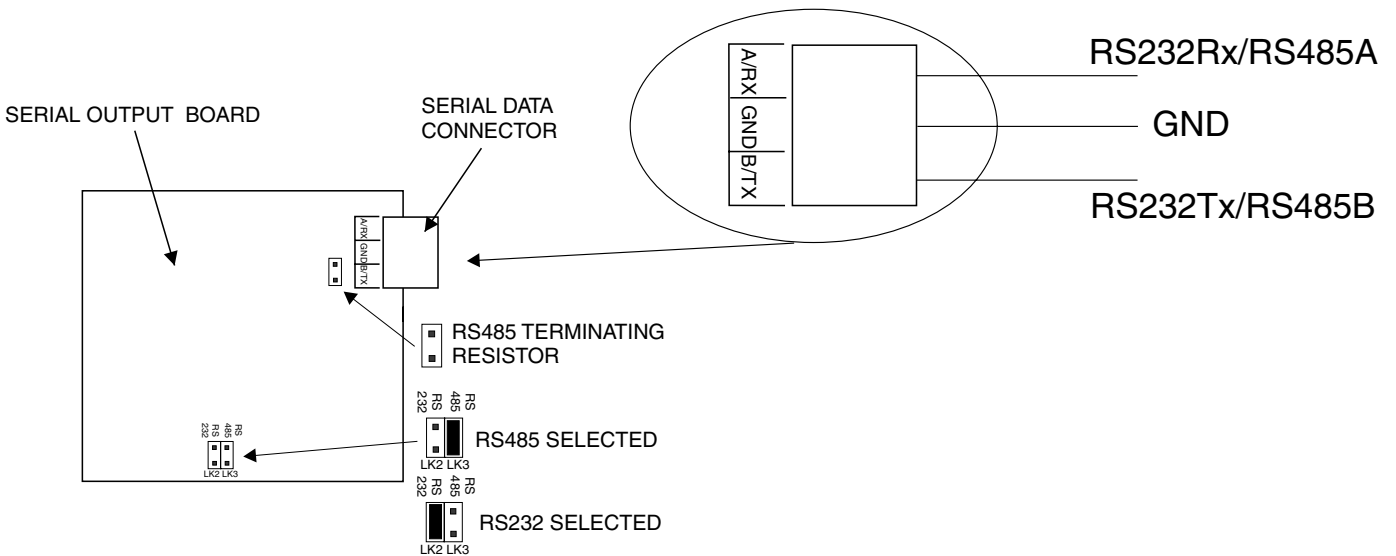 SERIAL OUTPUT BOARD
SERIAL DATA
CONNECTOR
A/RX
GND
B/TX
RS232Rx/RS485A
GND
RS232Tx/RS485B
A/RX
GND
B/TX
RS485 TERMINATING
RESISTOR
RS
232
RS
485
LK2 LK3
RS
232
RS
485
LK2 LK3
RS485 SELECTED
RS
232
RS
485
LK2 LK3
RS232 SELECTED